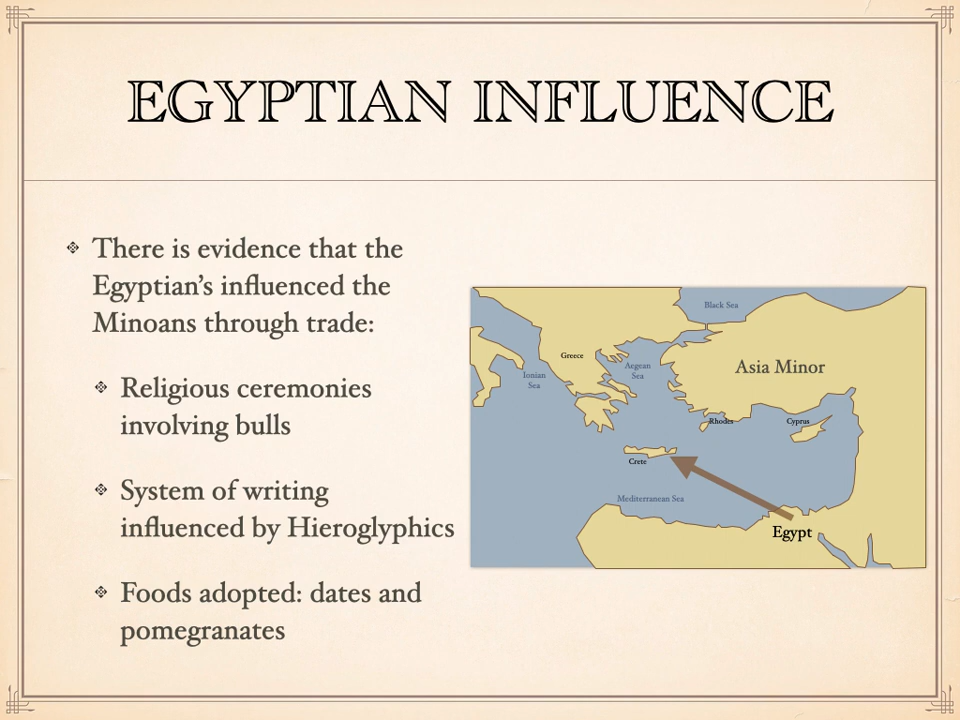 EGYPTIAN INFLUENCE
There is evidence that the
Egyptian’s influenced the
Minoans through trade:
Religious ceremonies
involving bulls
System of writing
influenced by Hieroglyphics
Foods adopted: dates and
pomegranates
Black Sea
Greece
Aegean
Sea
Asia Minor
Ionian
Sea
Rhodes
Cyprus
Crete
Mediterranean Sea
Egypt